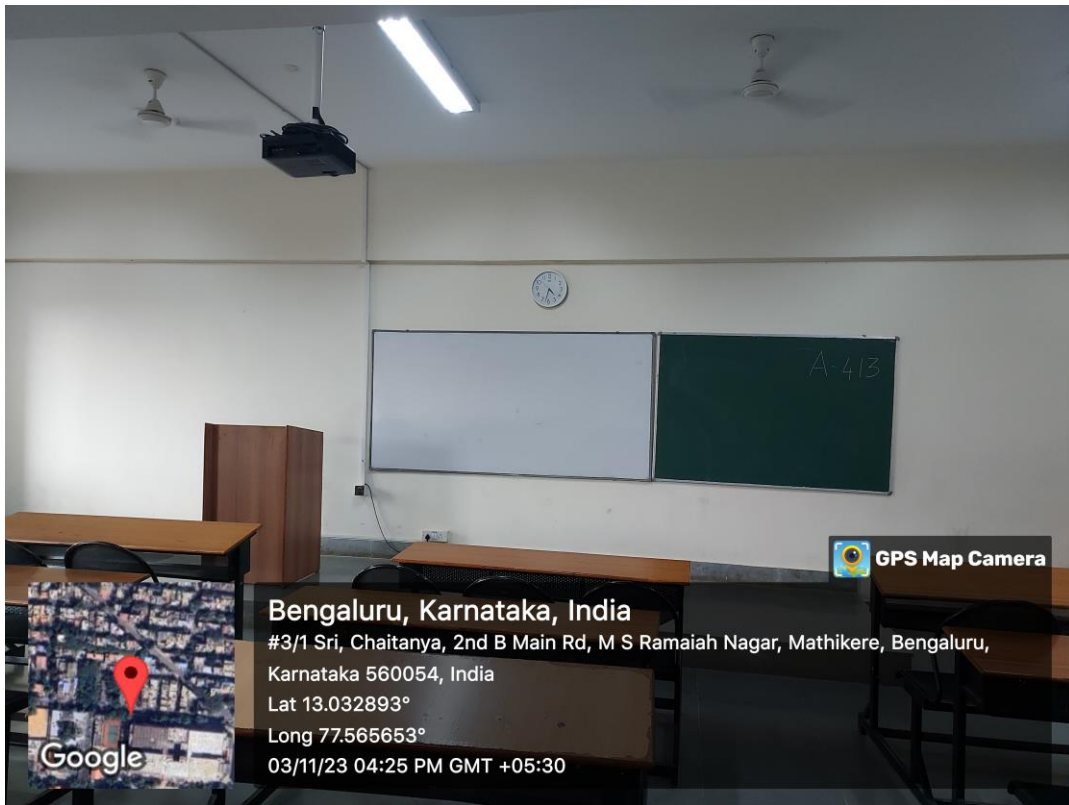 A-413
GPS Map Camera
Bengaluru, Karnataka, India
#3/1 Sri, Chaitanya, 2nd B Main Rd, M S Ramaiah Nagar, Mathikere, Bengaluru,
Karnataka 560054, India
Lat 13.032893°
Long 77.565653°
03/11/23 04:25 PM GMT +05:30
Google